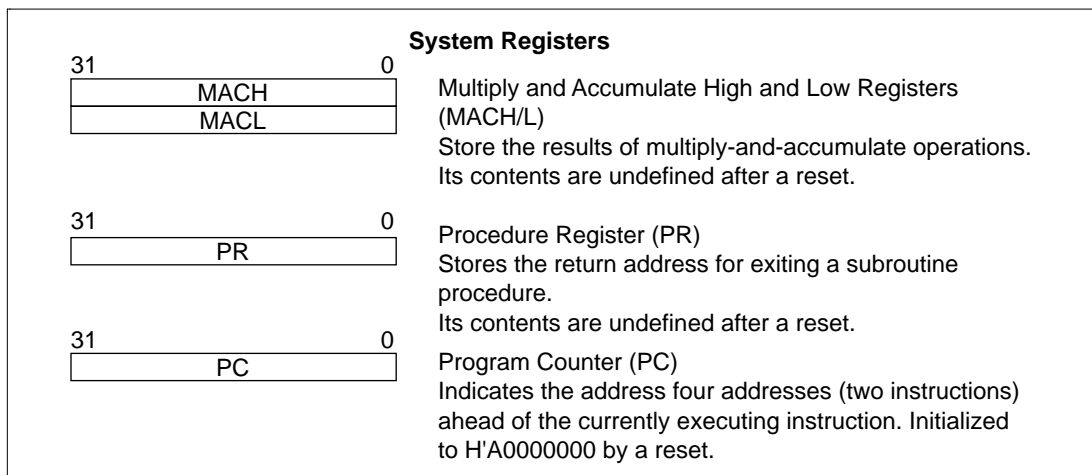 System Registers
31 0
MACH
MACL
Multiply and Accumulate High and Low Registers
(MACH/L)
Store the results of multiply-and-accumulate operations.
Its contents are undefined after a reset.
31 0
PR
Procedure Register (PR)
Stores the return address for exiting a subroutine
procedure.
Its contents are undefined after a reset.
31 0
PC
Program Counter (PC)
Indicates the address four addresses (two instructions)
ahead of the currently executing instruction. Initialized
to H'A0000000 by a reset.